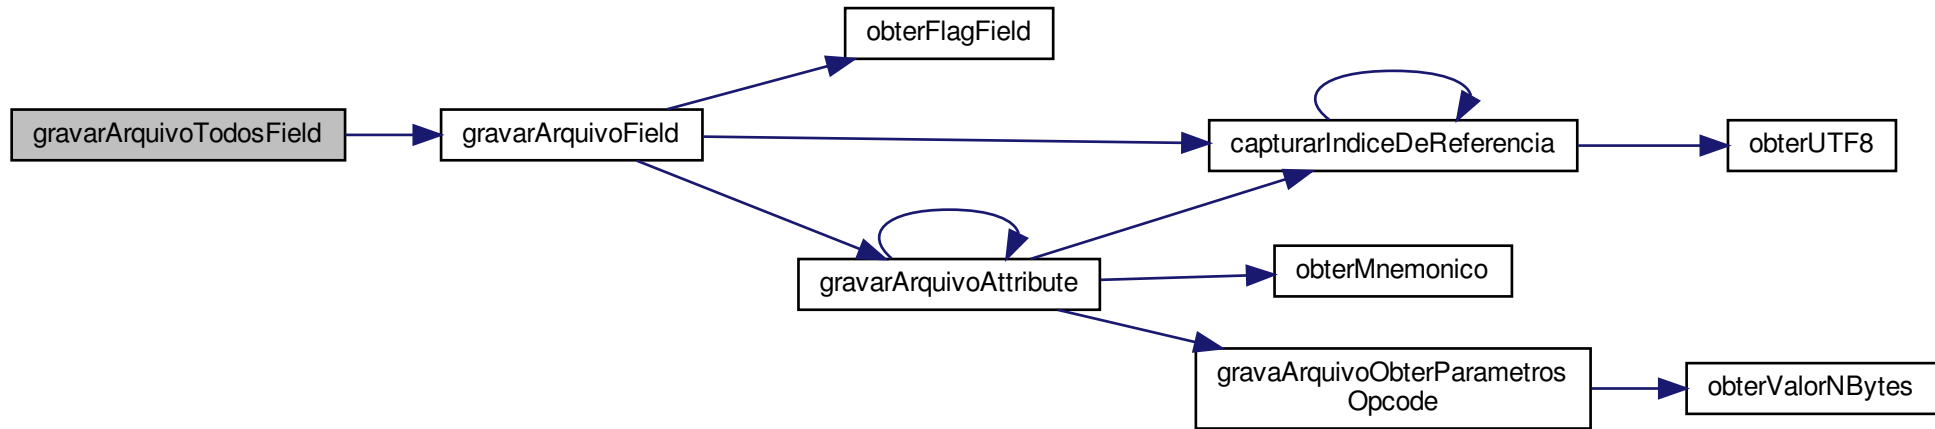 obterFlagField
gravarArquivoTodosField
gravarArquivoField
capturarIndiceDeReferencia
obterUTF8
gravarArquivoAttribute
obterMnemonico
gravaArquivoObterParametros
Opcode
obterValorNBytes